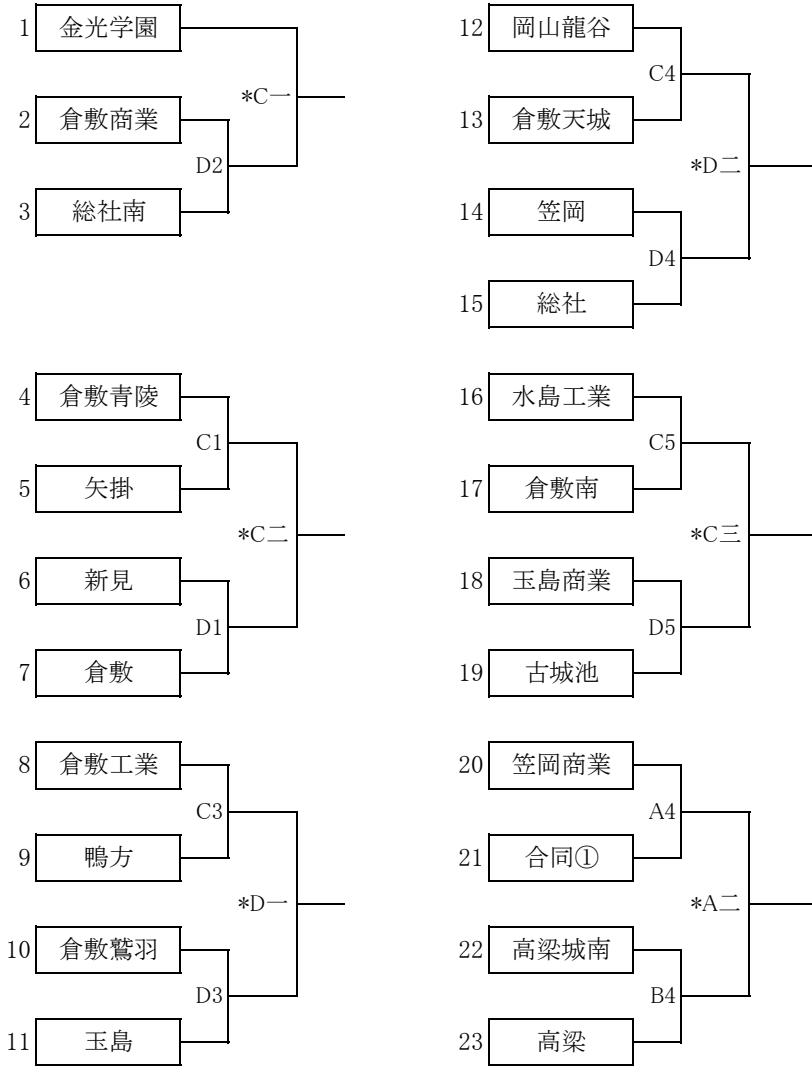 1 金光学園
*C一
2 倉敷商業
D2
3 総社南
4 倉敷青陵
C1
5 矢掛
*C二
6 新見
D1
7 倉敷
8 倉敷工業
C3
9 鴨方
*D一
10 倉敷鷲羽
D3
11 玉島
12 岡山龍谷
C4
13 倉敷天城
*D二
14 笠岡
D4
15 総社
16 水島工業
C5
17 倉敷南
*C三
18 玉島商業
D5
19 古城池
20 笠岡商業
A4
21 合同①
*A二
22 高梁城南
B4
23 高梁